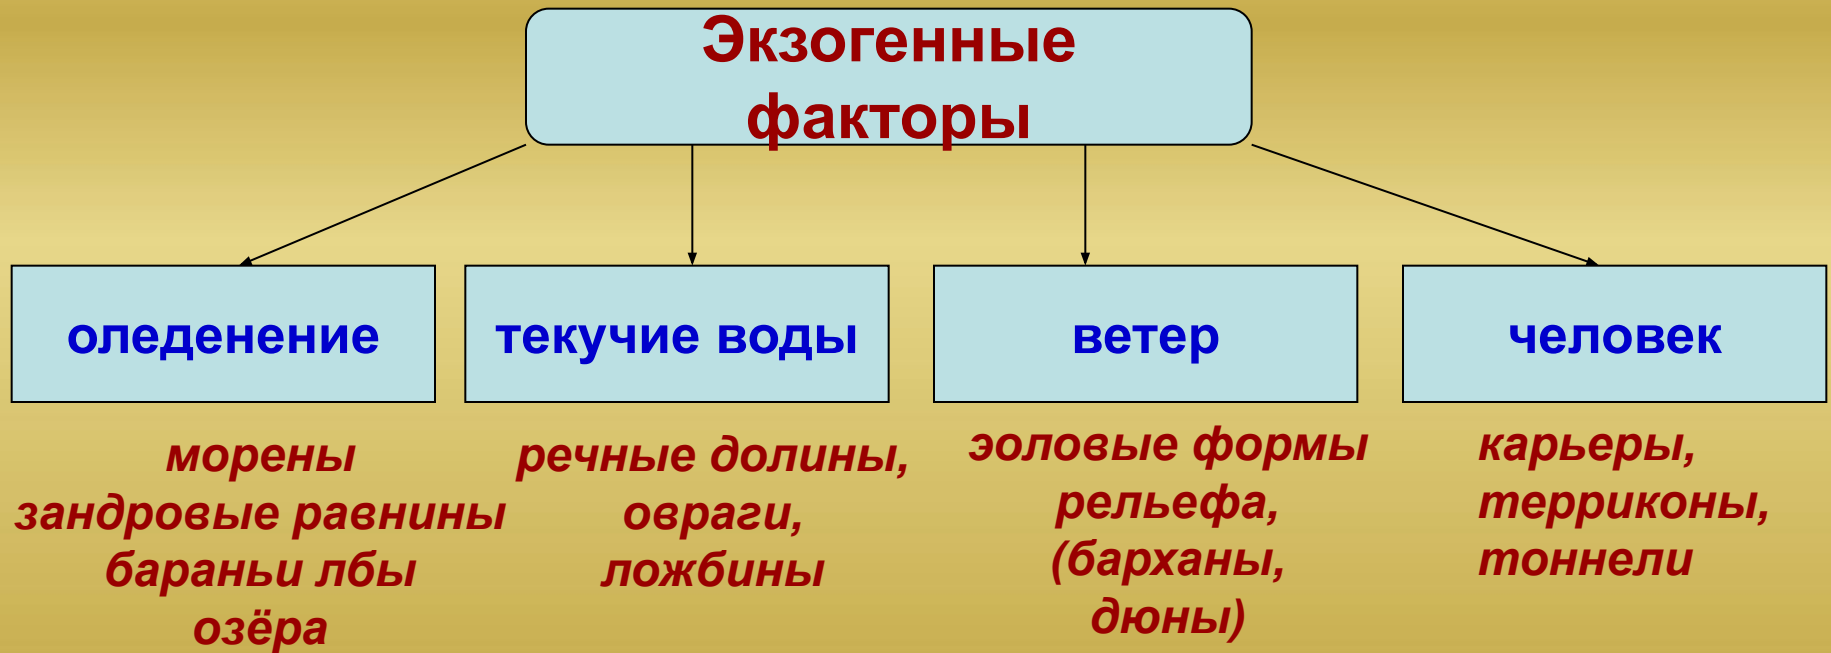 Экзогенные
факторы
оледенение
морены
зандровые равнины
бараньи лбы
озёра
текучие воды
речные долины,
овраги,
ложбины
ветер
эоловые формы
рельефа,
(барханы,
дюны)
человек
карьеры,
терриконы,
тоннели